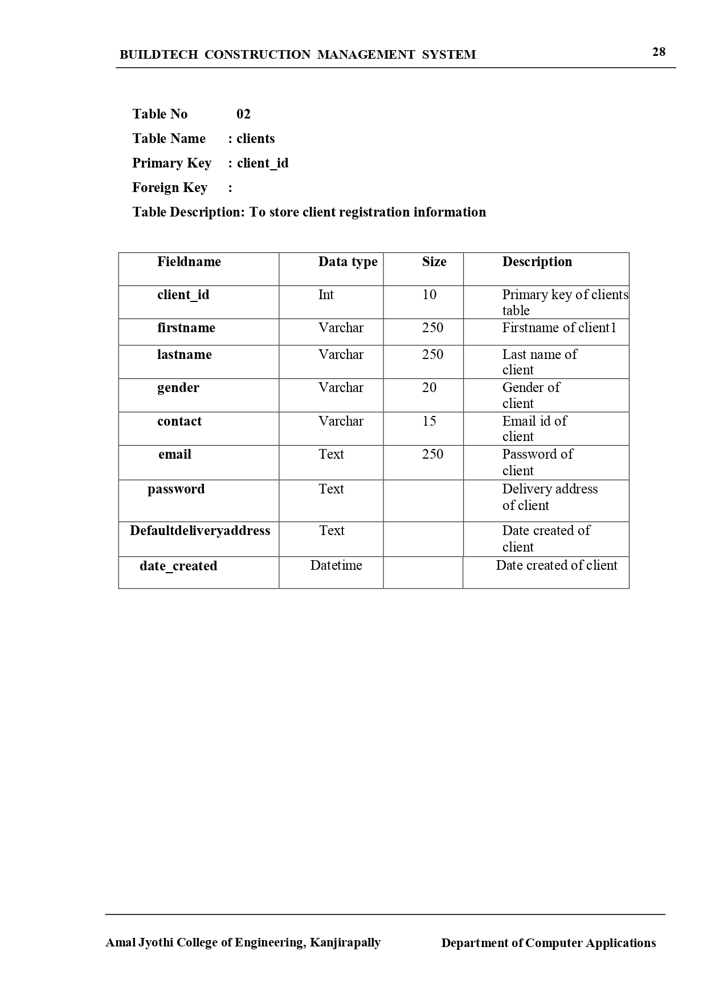 BUILDTECH CONSTRUCTION MANAGEMENT SYSTEM 28
Table No 02
Table Name : clients
Primary Key : client_id
Foreign Key :
Table Description: To store client registration information
Fieldname Data type Size Description
client_id Int 10 Primary key of clients
table
firstname Varchar 250 Firstname of client1
lastname Varchar 250 Last name of
client
gender Varchar 20 Gender of
client
contact Varchar 15 Email id of
client
email Text 250 Password of
client
password Text Delivery address
of client
Defaultdeliveryaddress Text Date created of
client
date_created Datetime Date created of client
Amal Jyothi College of Engineering, Kanjirapally Department of Computer Applications